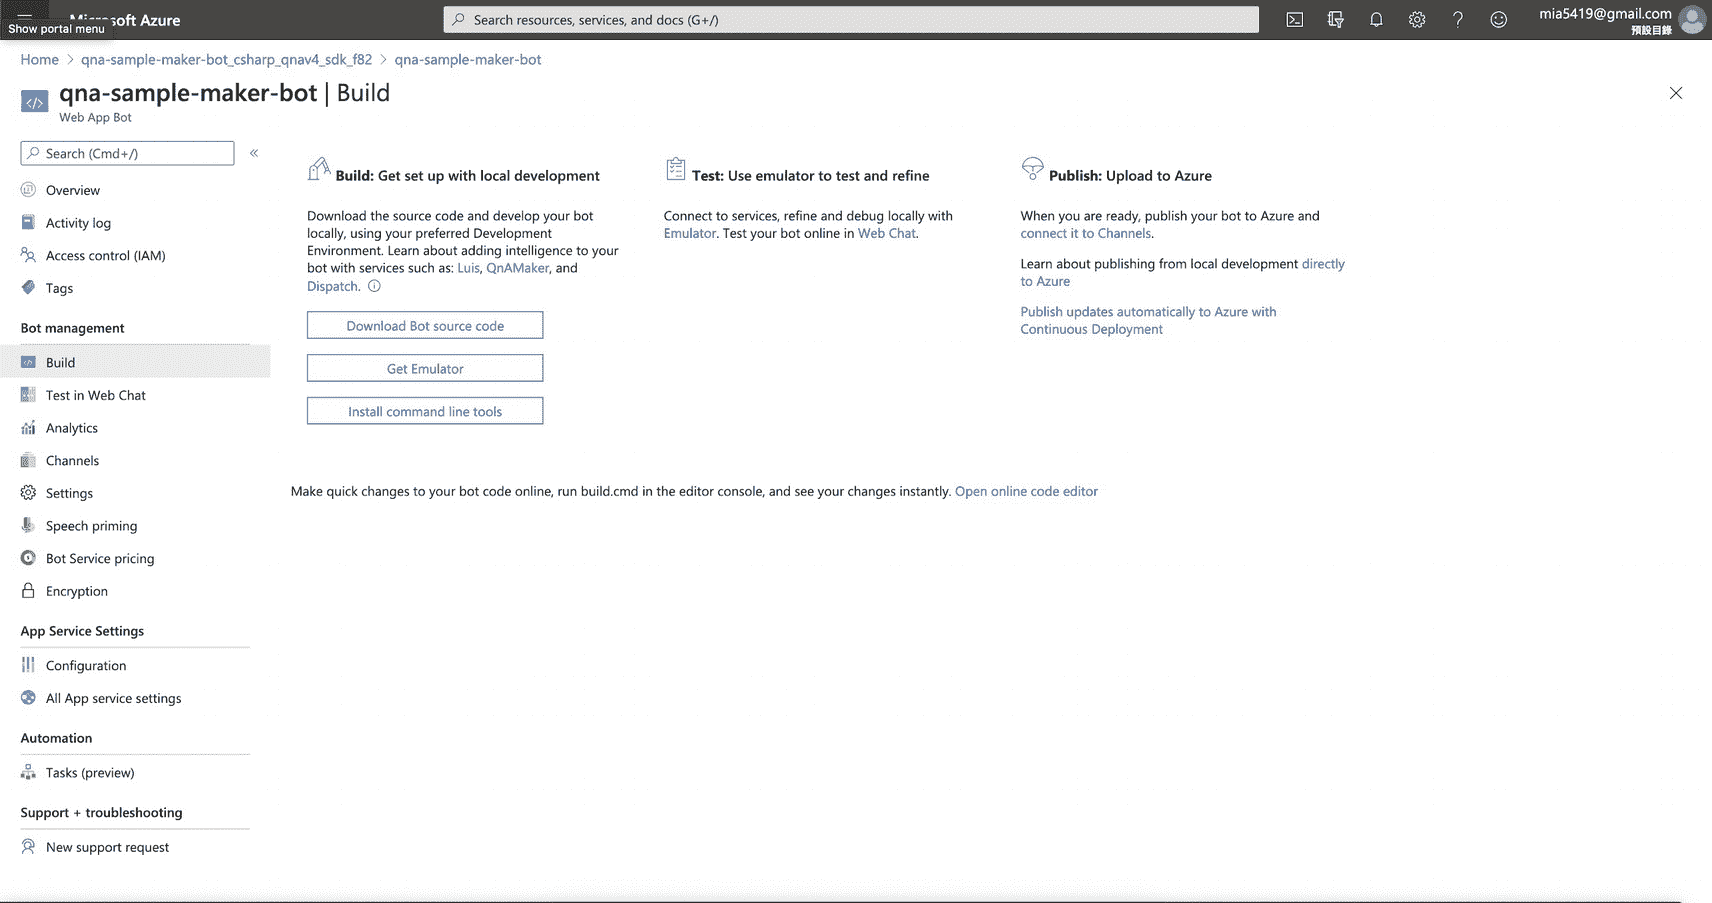 Microsoft Azure
Show portal menu
Search resources, services, and docs (G+/)
mia5419@gmail.com
預設目錄
Home > qna-sample-maker-bot_csharp_qnav4_sdk_f82 > qna-sample-maker-bot
qna-sample-maker-bot | Build
Web App Bot
Search (Cmd+/)
«
Overview
Activity log
Access control (IAM)
Tags
Bot management
Build
Test in Web Chat
Analytics
Channels
Settings
Speech priming
Bot Service pricing
Encryption
App Service Settings
Configuration
All App service settings
Automation
Tasks (preview)
Support + troubleshooting
New support request
Build: Get set up with local development
Download the source code and develop your bot
locally, using your preferred Development
Environment. Learn about adding intelligence to your
bot with services such as: Luis, QnAMaker, and
Dispatch.
Download Bot source code
Get Emulator
Install command line tools
Test: Use emulator to test and refine
Connect to services, refine and debug locally with
Emulator. Test your bot online in Web Chat.
Publish: Upload to Azure
When you are ready, publish your bot to Azure and
connect it to Channels.
Learn about publishing from local development directly
to Azure
Publish updates automatically to Azure with
Continuous Deployment
Make quick changes to your bot code online, run build.cmd in the editor console, and see your changes instantly. Open online code editor